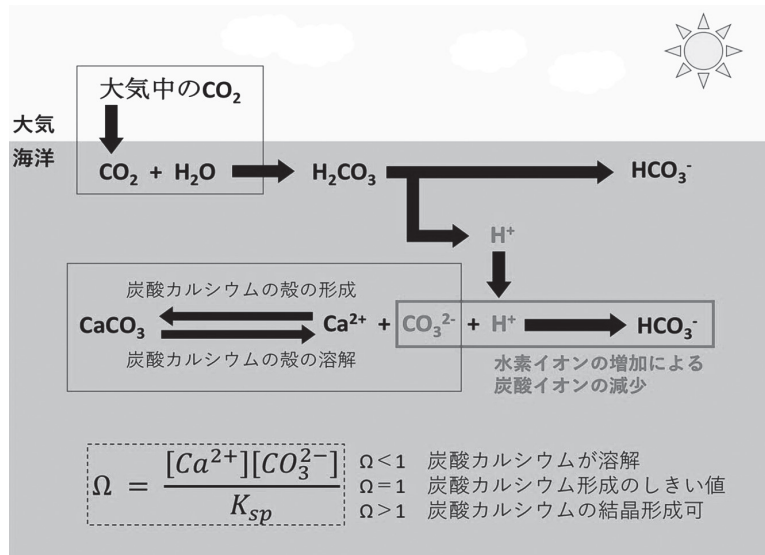 大気中のCO₂
大気
海洋
CO₂ + H₂O H₂CO₃ HCO₃⁻
H⁺
炭酸カルシウムの殻の形成
CaCO₃ Ca²⁺ + CO₃²⁻ + H⁺ HCO₃⁻
炭酸カルシウムの殻の溶解
水素イオンの増加による
炭酸イオンの減少
Ω = [Ca²⁺][CO₃²⁻] / Kₛₚ
Ω<1 炭酸カルシウムが溶解
Ω=1 炭酸カルシウム形成のしきい値
Ω>1 炭酸カルシウムの結晶形成可